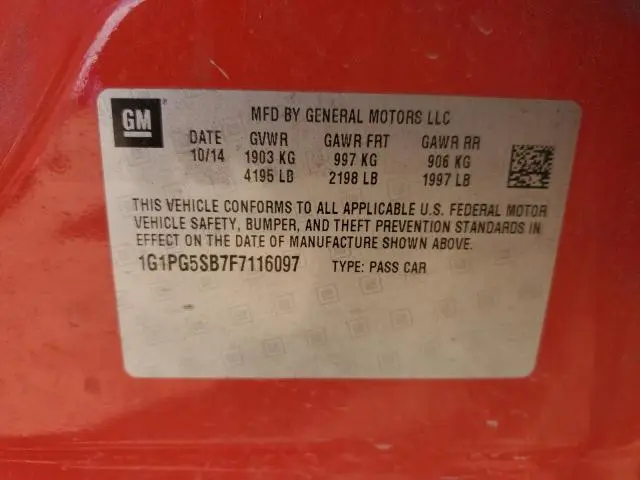 GM
MFD BY GENERAL MOTORS LLC
DATE GVWR GAWR FRT GAWR RR
10/14 1903 KG 997 KG 906 KG
4195 LB 2198 LB 1997 LB
THIS VEHICLE CONFORMS TO ALL APPLICABLE U.S. FEDERAL MOTOR
VEHICLE SAFETY, BUMPER, AND THEFT PREVENTION STANDARDS IN
EFFECT ON THE DATE OF MANUFACTURE SHOWN ABOVE.
1G1PG5SB7F7116097 TYPE: PASS CAR